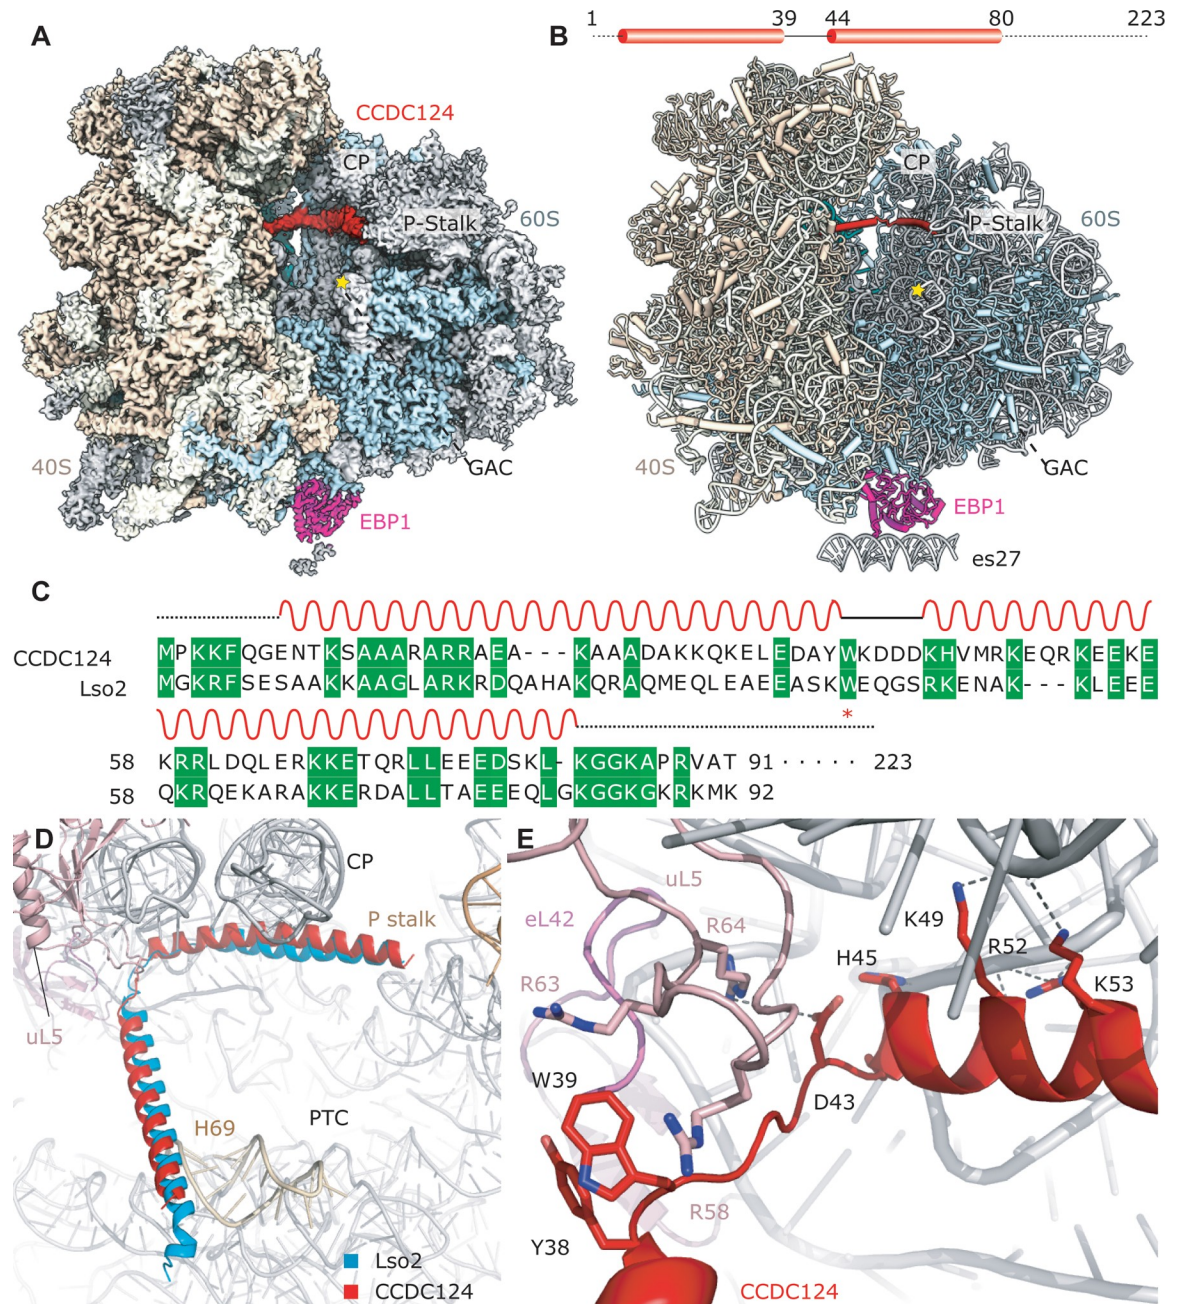 A
CCDC124
CP
P-Stalk
60S
40S
GAC
EBP1
B
1 39 44 80 223
CP
P-Stalk
60S
40S
GAC
EBP1
es27
C
CCDC124 MPKKFQGENTKSAAARARRAEA---KAAADAKKQKELEDAYWKDDDKHVMRKEQRKEEKE
Lso2 MGKRFSESAAKKAAGLARKRDQAHAKQRAQMEQLEAEEASKWEQGSRKENAK---KLEEE
*
58 KRRLDQLERKKETQRLLEEEDSKL-KGGKAPRVAT 91 ····· 223
58 QKRQEKARAKKERDALLTAEEEQLGKGGKGKRKMK 92
D
CP
P stalk
uL5
H69
PTC
Lso2
CCDC124
E
uL5
eL42
R64
K49
R52
H45
R63
K53
W39
D43
R58
Y38
CCDC124